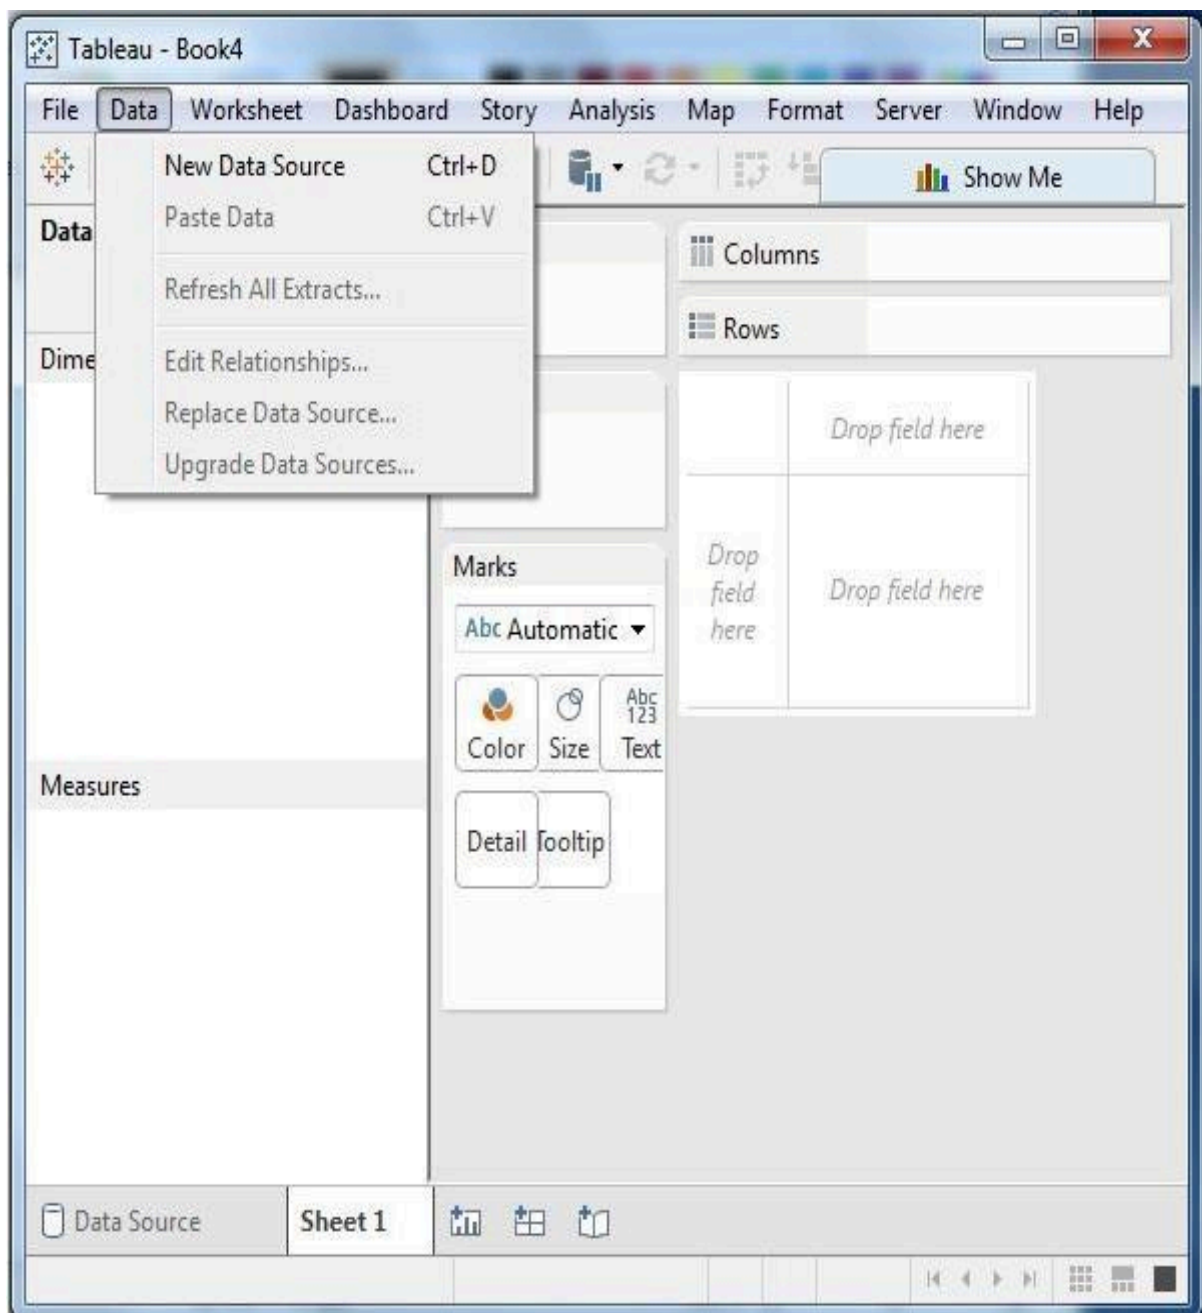 Tableau - Book4
File Data Worksheet Dashboard Story Analysis Map Format Server Window Help
New Data Source Ctrl+D
Paste Data Ctrl+V
Refresh All Extracts...
Edit Relationships...
Replace Data Source...
Upgrade Data Sources...
Show Me
Data
Columns
Rows
Dime
Drop field here
Drop
field
here
Drop field here
Marks
Abc Automatic
Color Size
Abc
123
Text
Detail Tooltip
Measures
Data Source Sheet 1